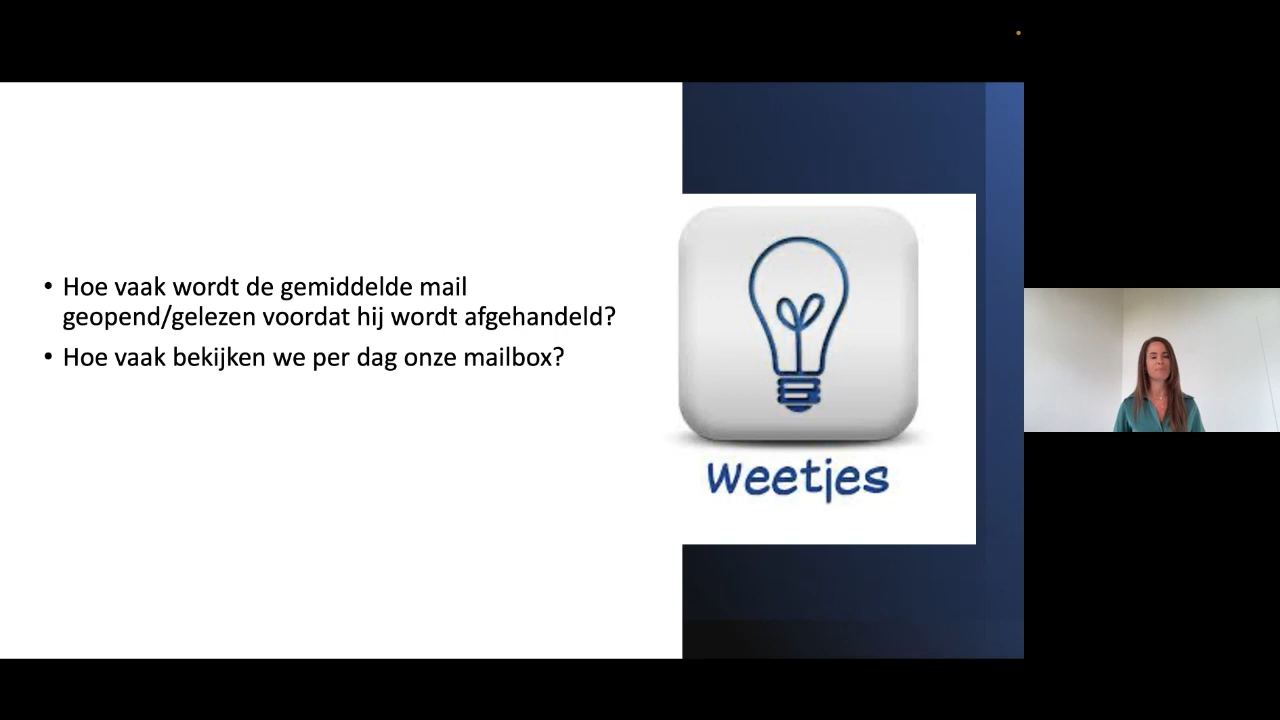 • Hoe vaak wordt de gemiddelde mail
geopend/gelezen voordat hij wordt afgehandeld?
• Hoe vaak bekijken we per dag onze mailbox?
weetjes